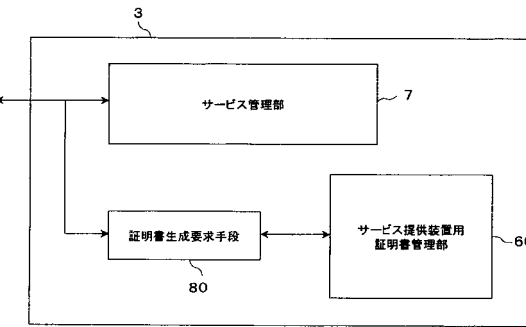 3
サービス管理部
7
証明書生成要求手段
80
サービス提供装置用
証明書管理部
60